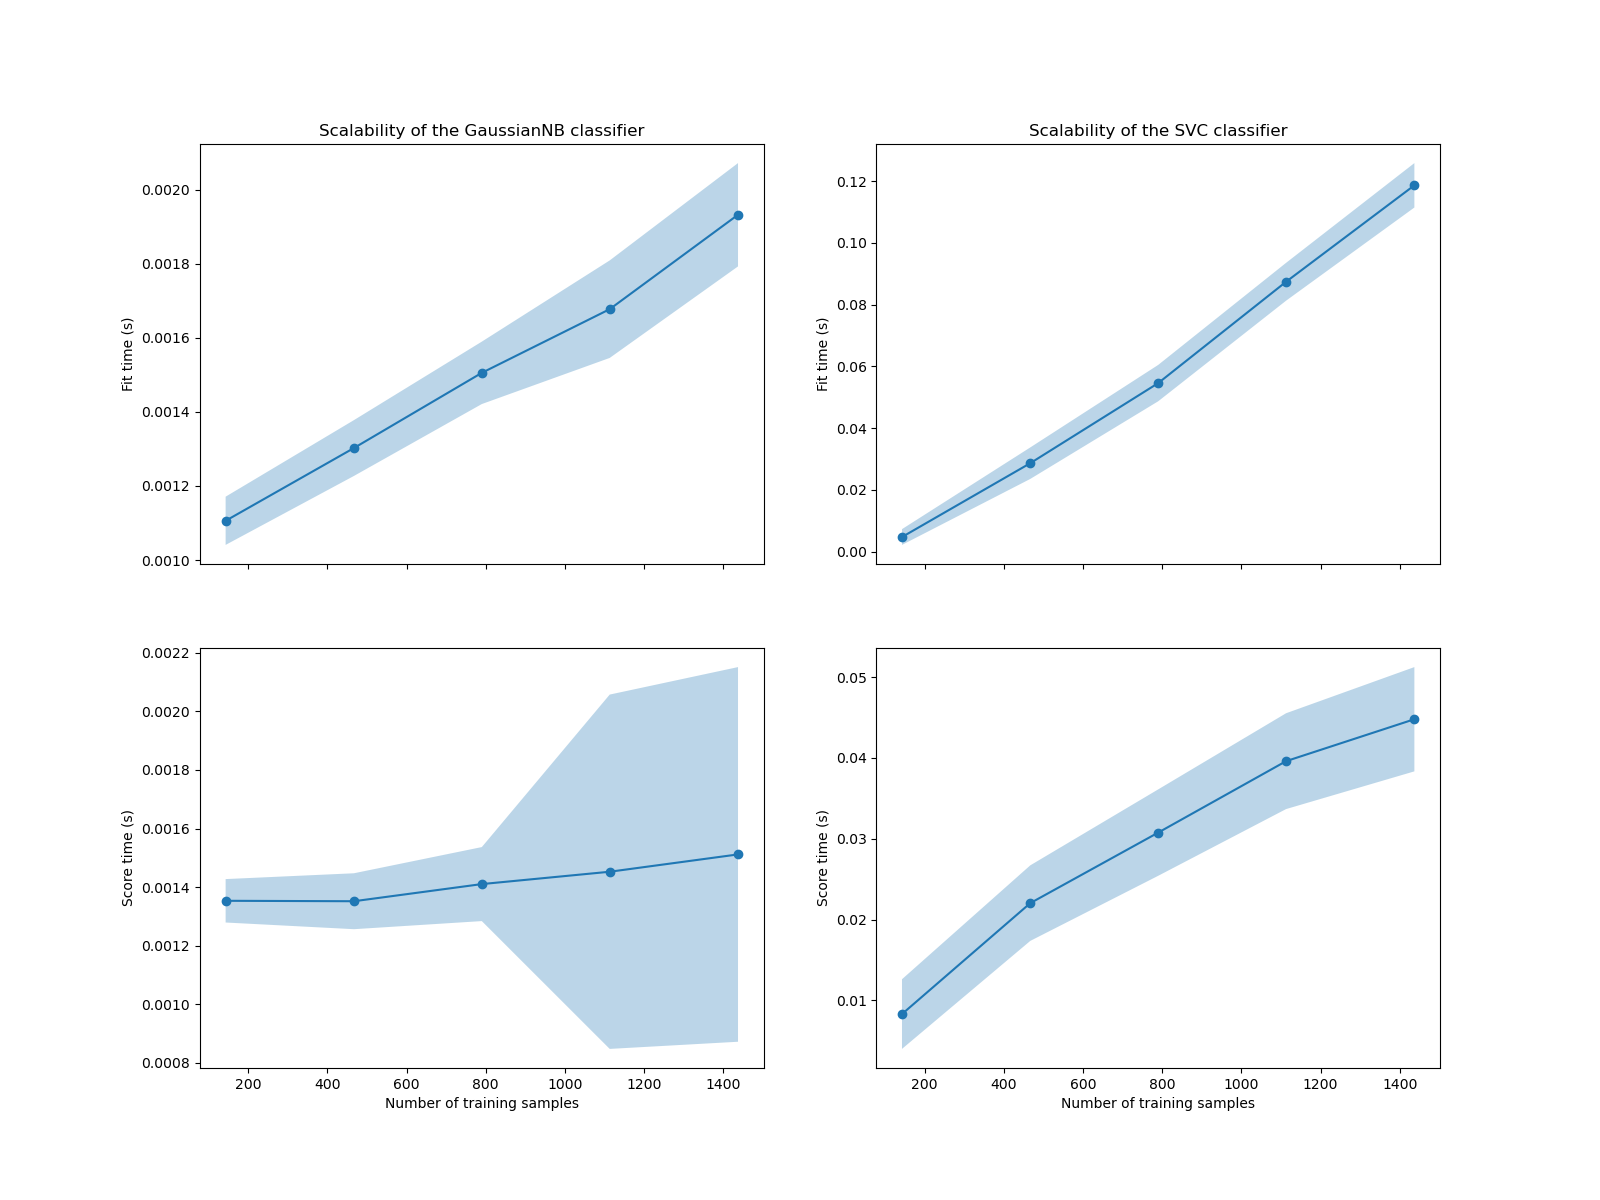 Scalability of the GaussianNB classifier
Fit time (s)
0.0020
0.0018
0.0016
0.0014
0.0012
0.0010
Scalability of the SVC classifier
Fit time (s)
0.12
0.10
0.08
0.06
0.04
0.02
0.00
Score time (s)
0.0022
0.0020
0.0018
0.0016
0.0014
0.0012
0.0010
0.0008
200 400 600 800 1000 1200 1400
Number of training samples
Score time (s)
0.05
0.04
0.03
0.02
0.01
200 400 600 800 1000 1200 1400
Number of training samples